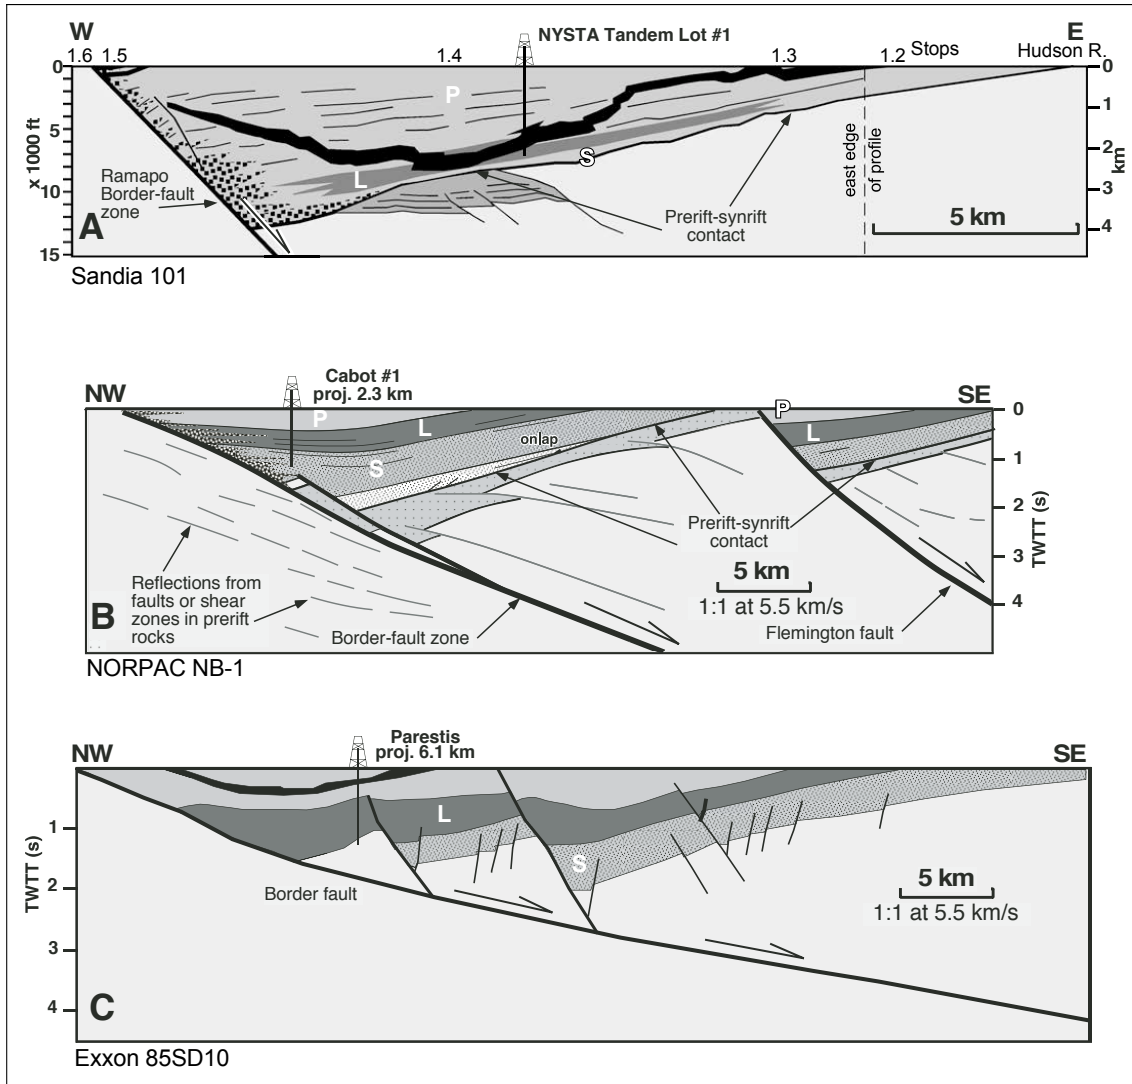 W
NYSTA Tandem Lot #1
E
1.6 1.5
1.4
1.3
1.2
Stops
Hudson R.
0
5
10
15
x 1000 ft
P
S
L
Ramapo
Border-fault
zone
Prerift-synrift
contact
east edge
of profile
5 km
0
1
2
3
4
km
A
Sandia 101
NW
Cabot #1
proj. 2.3 km
SE
P
L
S
onlap
P
L
Prerift-synrift
contact
5 km
1:1 at 5.5 km/s
0
1
2
3
4
TWTT (s)
Reflections from
faults or shear
zones in prerift
rocks
Border-fault zone
Flemington fault
B
NORPAC NB-1
NW
Parestis
proj. 6.1 km
SE
L
S
1
2
3
4
TWTT (s)
Border fault
5 km
1:1 at 5.5 km/s
C
Exxon 85SD10